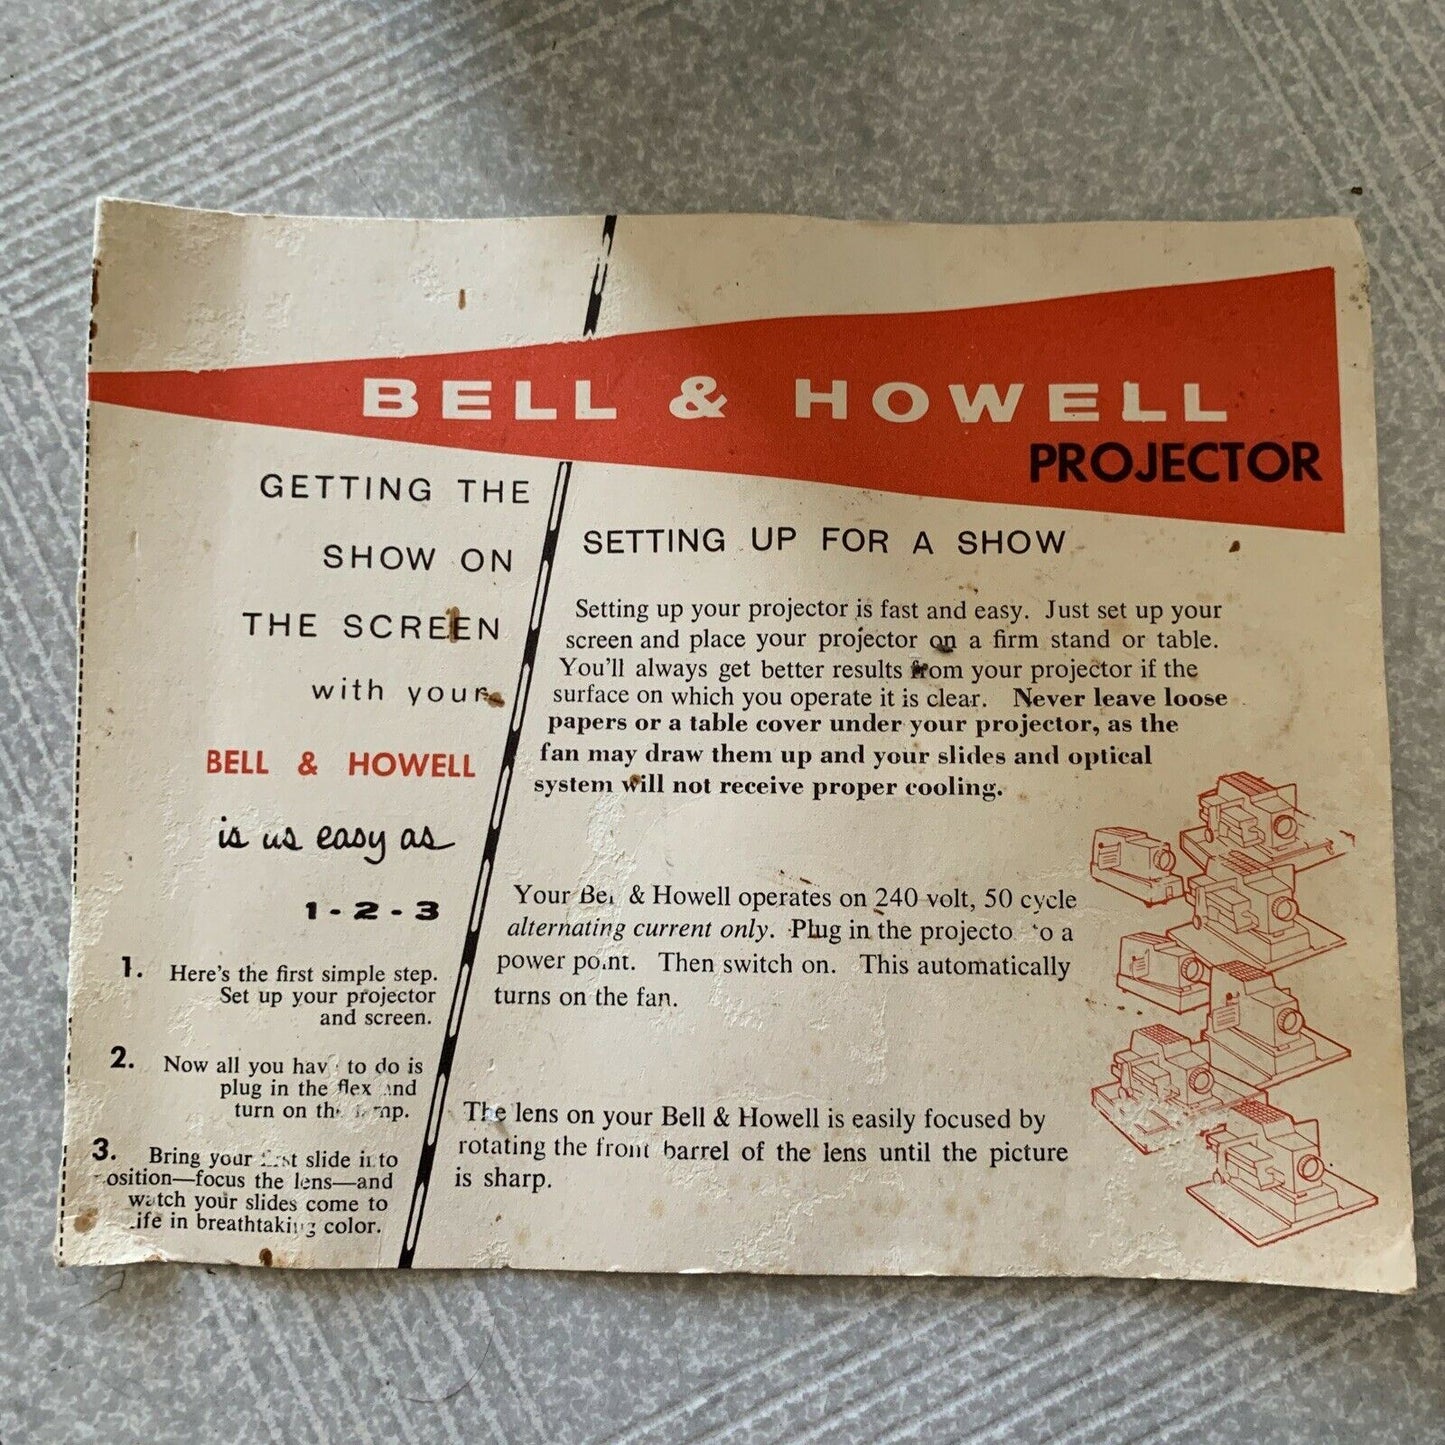 BELL & HOWELL
PROJECTOR
GETTING THE
SHOW ON
THE SCREEN
with your
BELL & HOWELL
is as easy as
1 - 2 - 3
1. Here's the first simple step.
Set up your projector
and screen.
2. Now all you have to do is
plug in the flex and
turn on the lamp.
3. Bring your first slide into
position—focus the lens—and
watch your slides come to
life in breathtaking color.
SETTING UP FOR A SHOW
Setting up your projector is fast and easy. Just set up your
screen and place your projector on a firm stand or table.
You'll always get better results from your projector if the
surface on which you operate it is clear. Never leave loose
papers or a table cover under your projector, as the
fan may draw them up and your slides and optical
system will not receive proper cooling.
Your Bell & Howell operates on 240 volt, 50 cycle
alternating current only. Plug in the projector to a
power point. Then switch on. This automatically
turns on the fan.
The lens on your Bell & Howell is easily focused by
rotating the front barrel of the lens until the picture
is sharp.